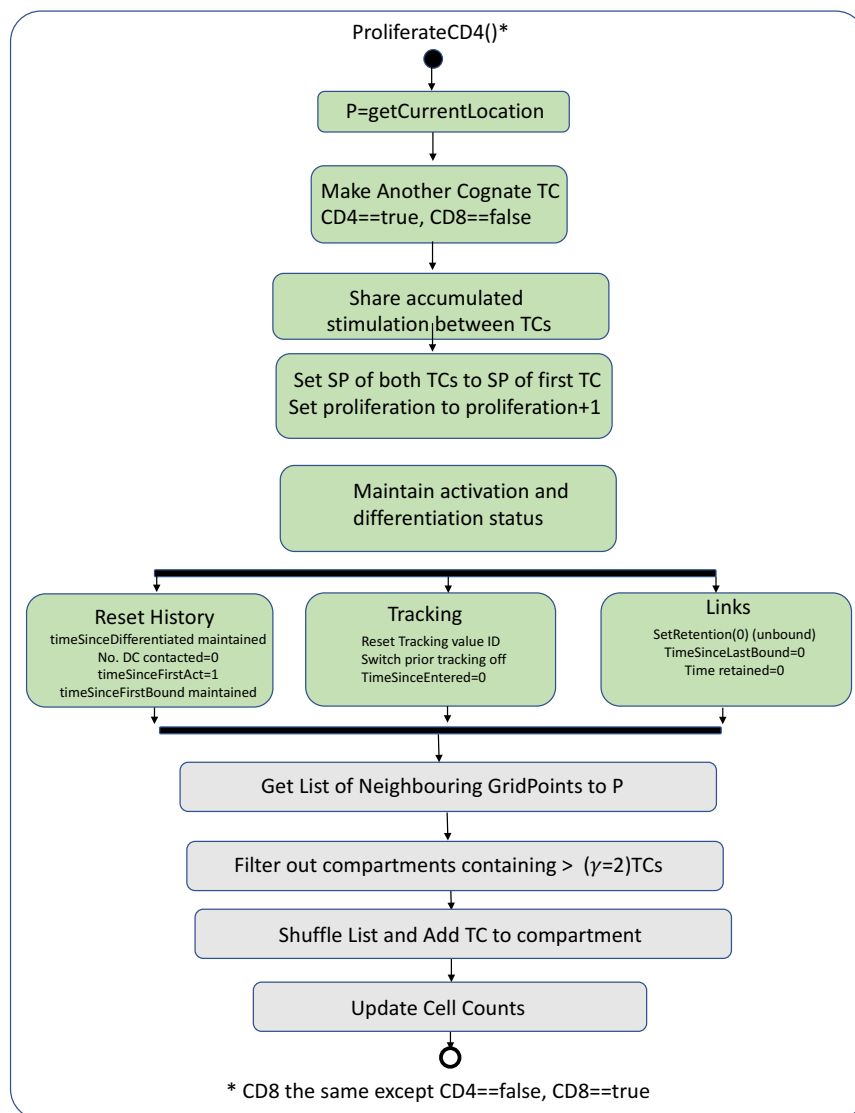 ProliferateCD4()*
P=getCurrentLocation
Make Another Cognate TC
CD4==true, CD8==false
Share accumulated
stimulation between TCs
Set SP of both TCs to SP of first TC
Set proliferation to proliferation+1
Maintain activation and
differentiation status
Reset History
timeSinceDifferentiated maintained
No. DC contacted=0
timeSinceFirstAct=1
timeSinceFirstBound maintained
Tracking
Reset Tracking value ID
Switch prior tracking off
TimeSinceEntered=0
Links
SetRetention(0) (unbound)
TimeSinceLastBound=0
Time retained=0
Get List of Neighbouring GridPoints to P
Filter out compartments containing > (γ=2)TCs
Shuffle List and Add TC to compartment
Update Cell Counts
* CD8 the same except CD4==false, CD8==true